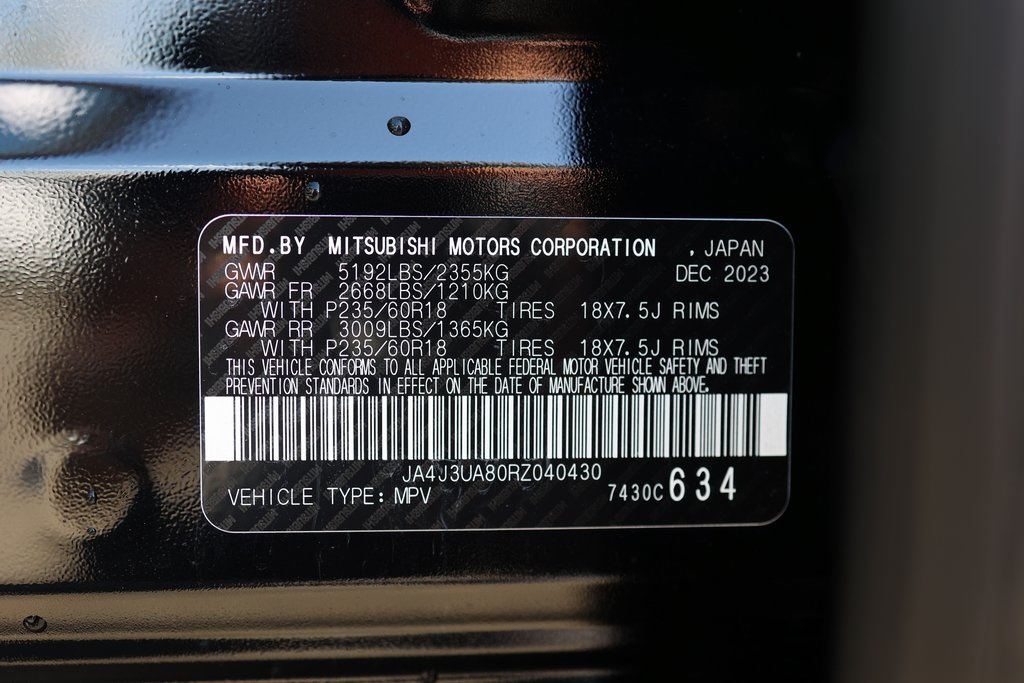 MFD.BY MITSUBISHI MOTORS CORPORATION , JAPAN
GVWR 5192LBS/2355KG DEC 2023
GAWR FR 2668LBS/1210KG
WITH P235/60R18 TIRES 18X7.5J RIMS
GAWR RR 3009LBS/1365KG
WITH P235/60R18 TIRES 18X7.5J RIMS
THIS VEHICLE CONFORMS TO ALL APPLICABLE FEDERAL MOTOR VEHICLE SAFETY AND THEFT
PREVENTION STANDARDS IN EFFECT ON THE DATE OF MANUFACTURE SHOWN ABOVE.
JA4J3UA80RZ040430
VEHICLE TYPE: MPV 7430C 634